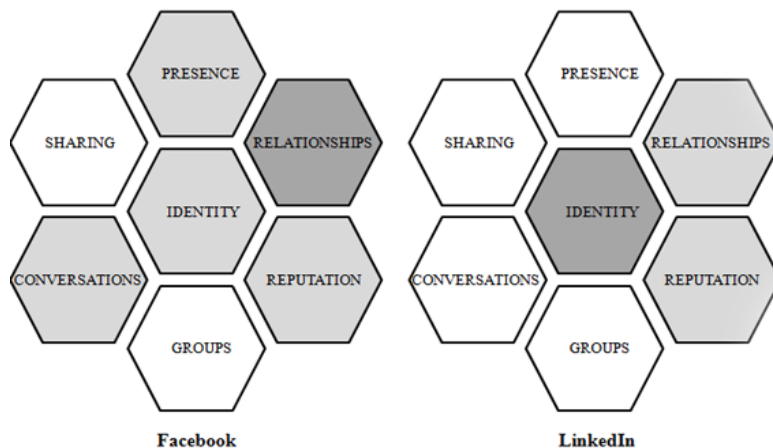 PRESENCE
SHARING
RELATIONSHIPS
IDENTITY
CONVERSATIONS
REPUTATION
GROUPS
Facebook
PRESENCE
SHARING
RELATIONSHIPS
IDENTITY
CONVERSATIONS
REPUTATION
GROUPS
LinkedIn